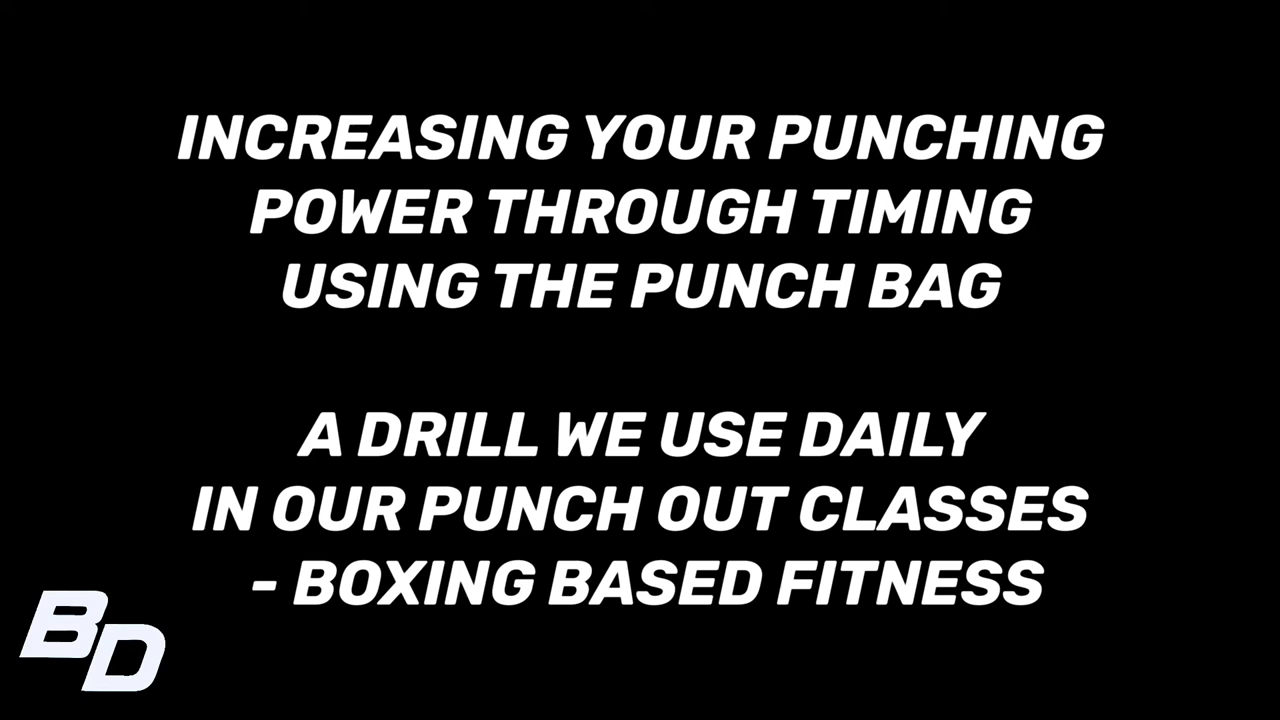 INCREASING YOUR PUNCHING
POWER THROUGH TIMING
USING THE PUNCH BAG
A DRILL WE USE DAILY
IN OUR PUNCH OUT CLASSES
- BOXING BASED FITNESS
BD